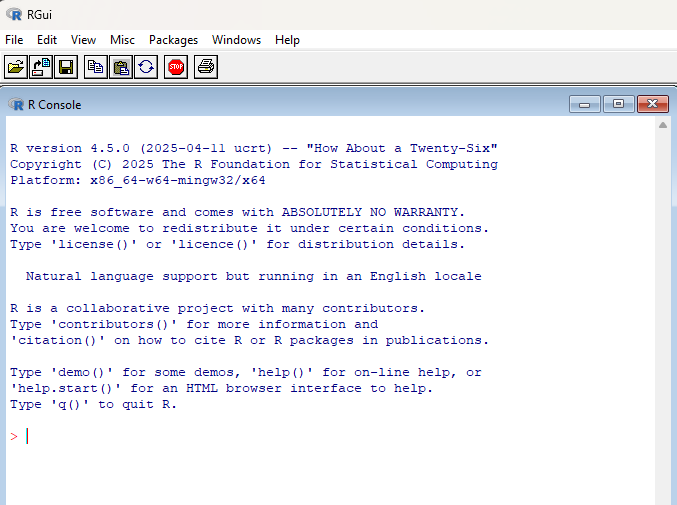 RGui
File Edit View Misc Packages Windows Help
STOP
R Console
R version 4.5.0 (2025-04-11 ucrt) -- "How About a Twenty-Six"
Copyright (C) 2025 The R Foundation for Statistical Computing
Platform: x86_64-w64-mingw32/x64
R is free software and comes with ABSOLUTELY NO WARRANTY.
You are welcome to redistribute it under certain conditions.
Type 'license()' or 'licence()' for distribution details.
Natural language support but running in an English locale
R is a collaborative project with many contributors.
Type 'contributors()' for more information and
'citation()' on how to cite R or R packages in publications.
Type 'demo()' for some demos, 'help()' for on-line help, or
'help.start()' for an HTML browser interface to help.
Type 'q()' to quit R.
>